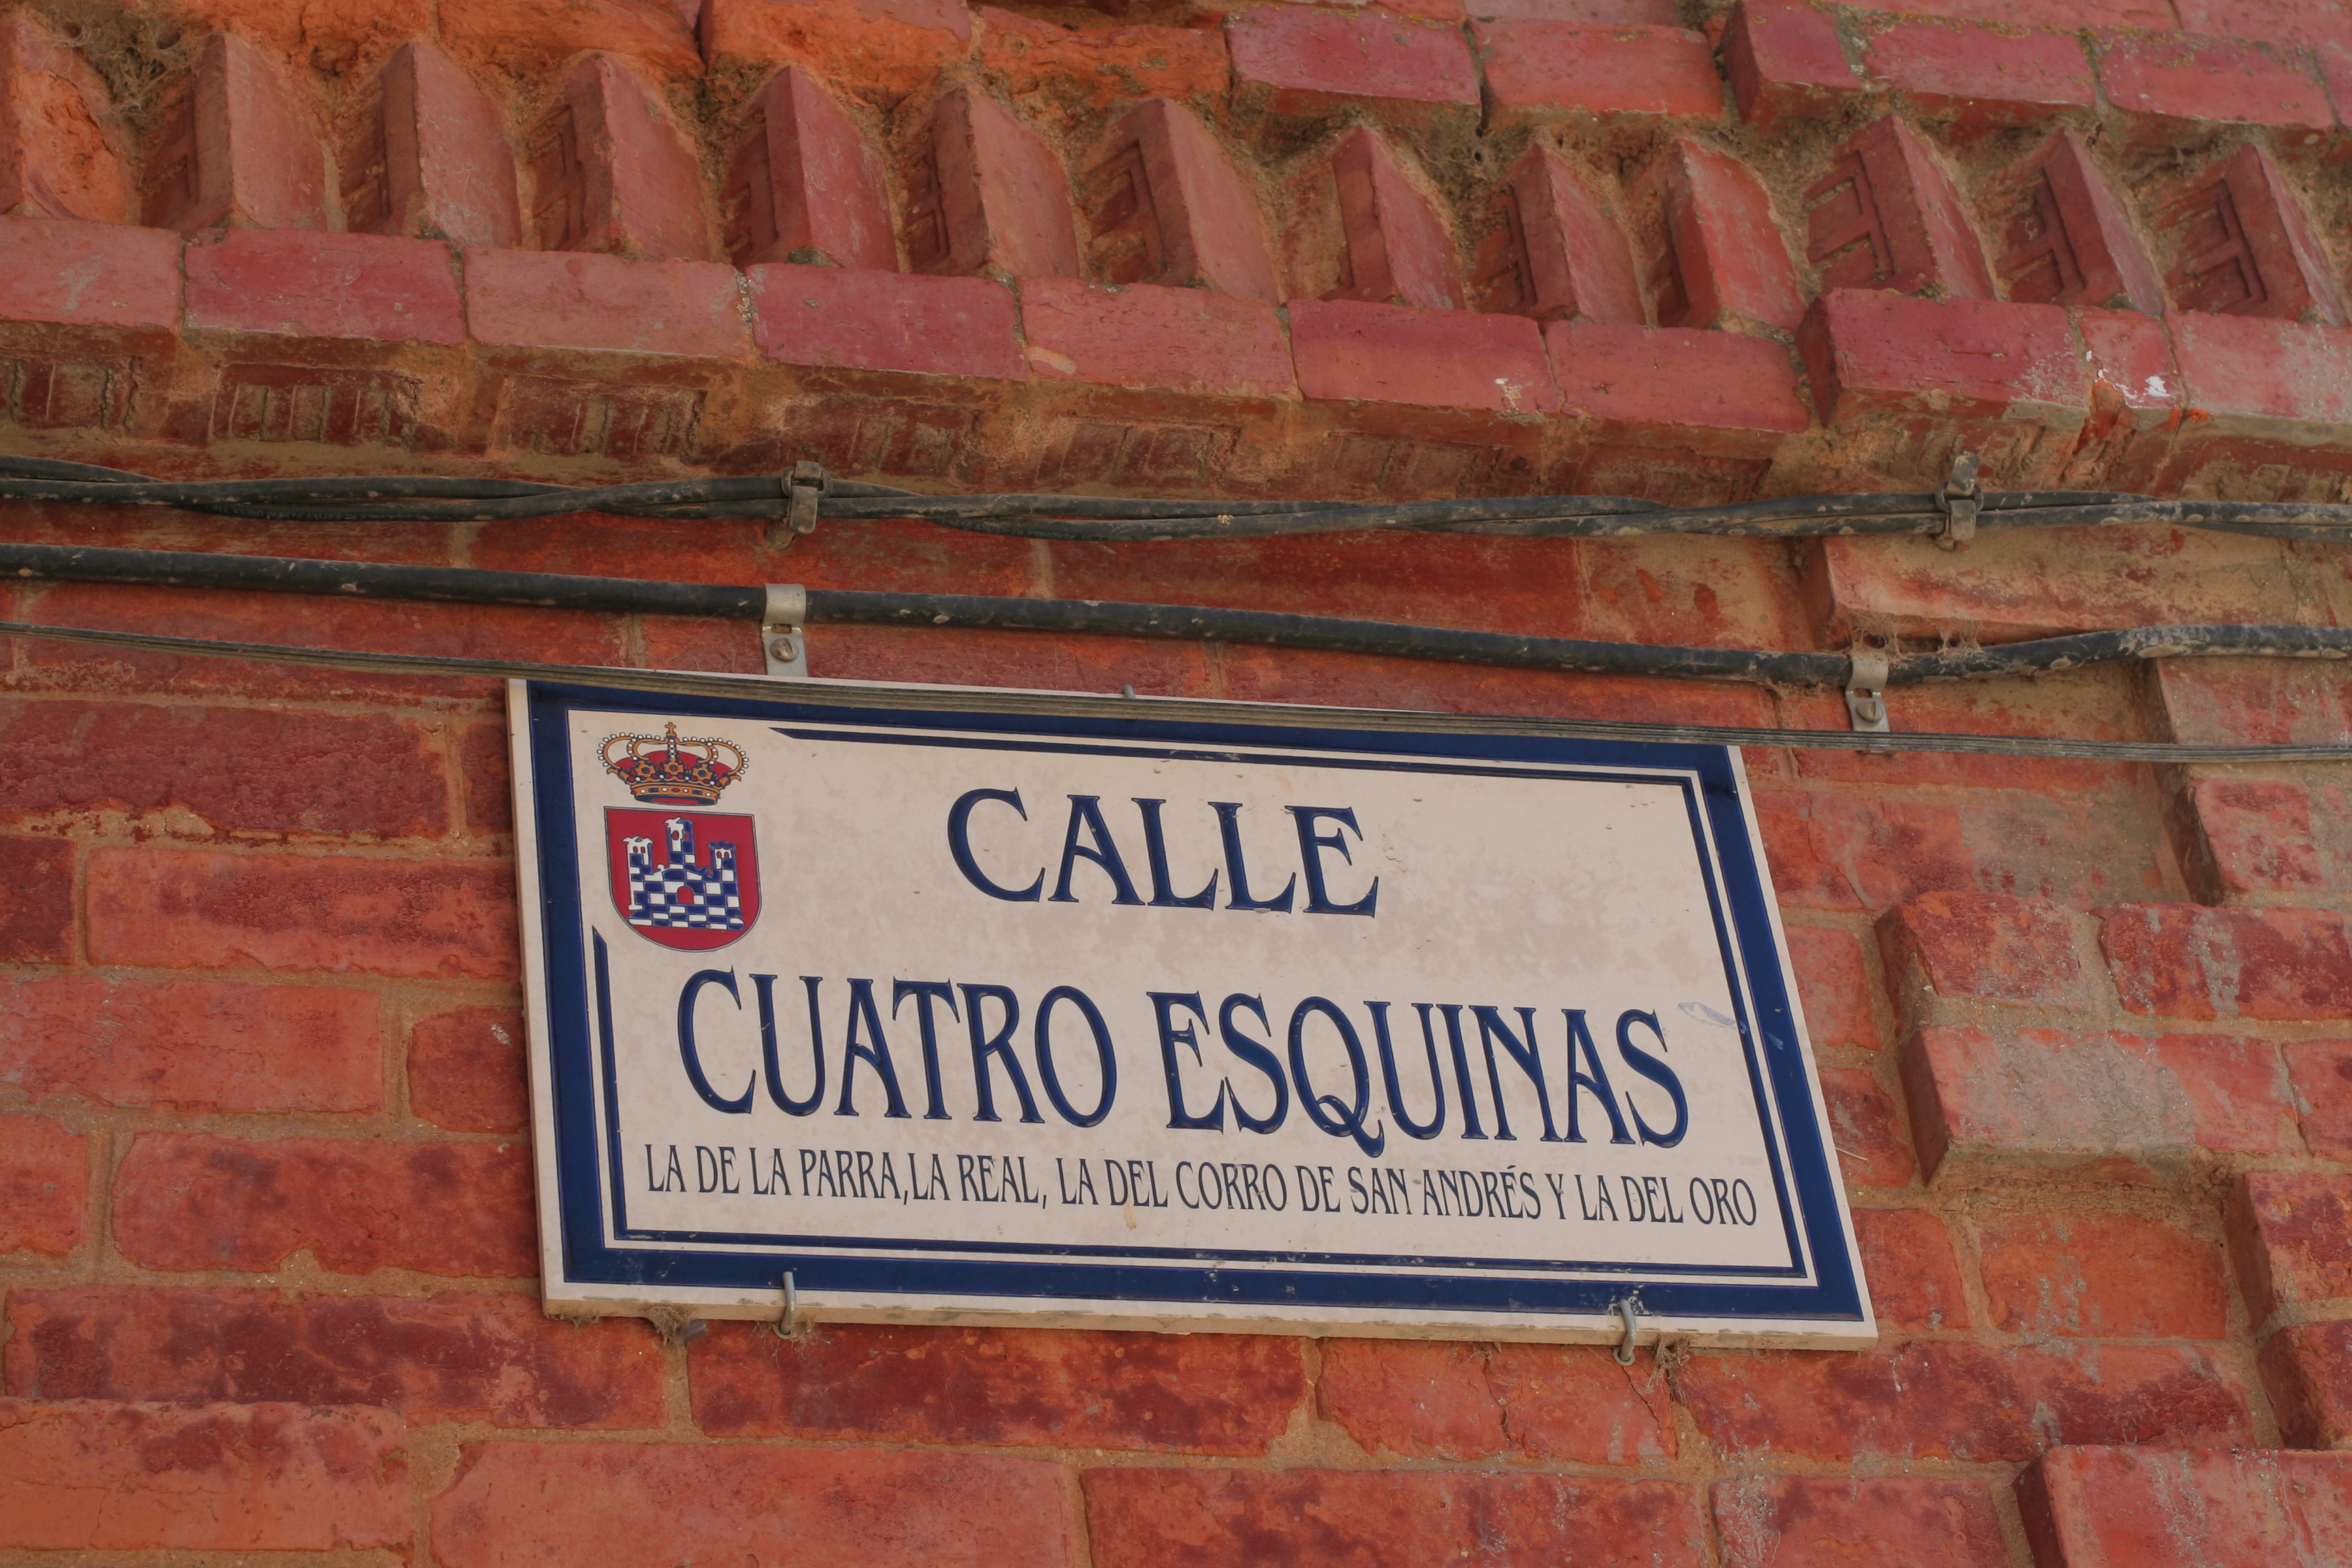 CALLE
CUATRO ESQUINAS
LA DE LA PARRA, LA REAL, LA DEL CORRO DE SAN ANDRÉS Y LA DEL ORO